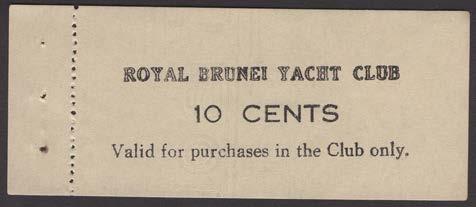 ROYAL BRUNEI YACHT CLUB
10 CENTS
Valid for purchases in the Club only.